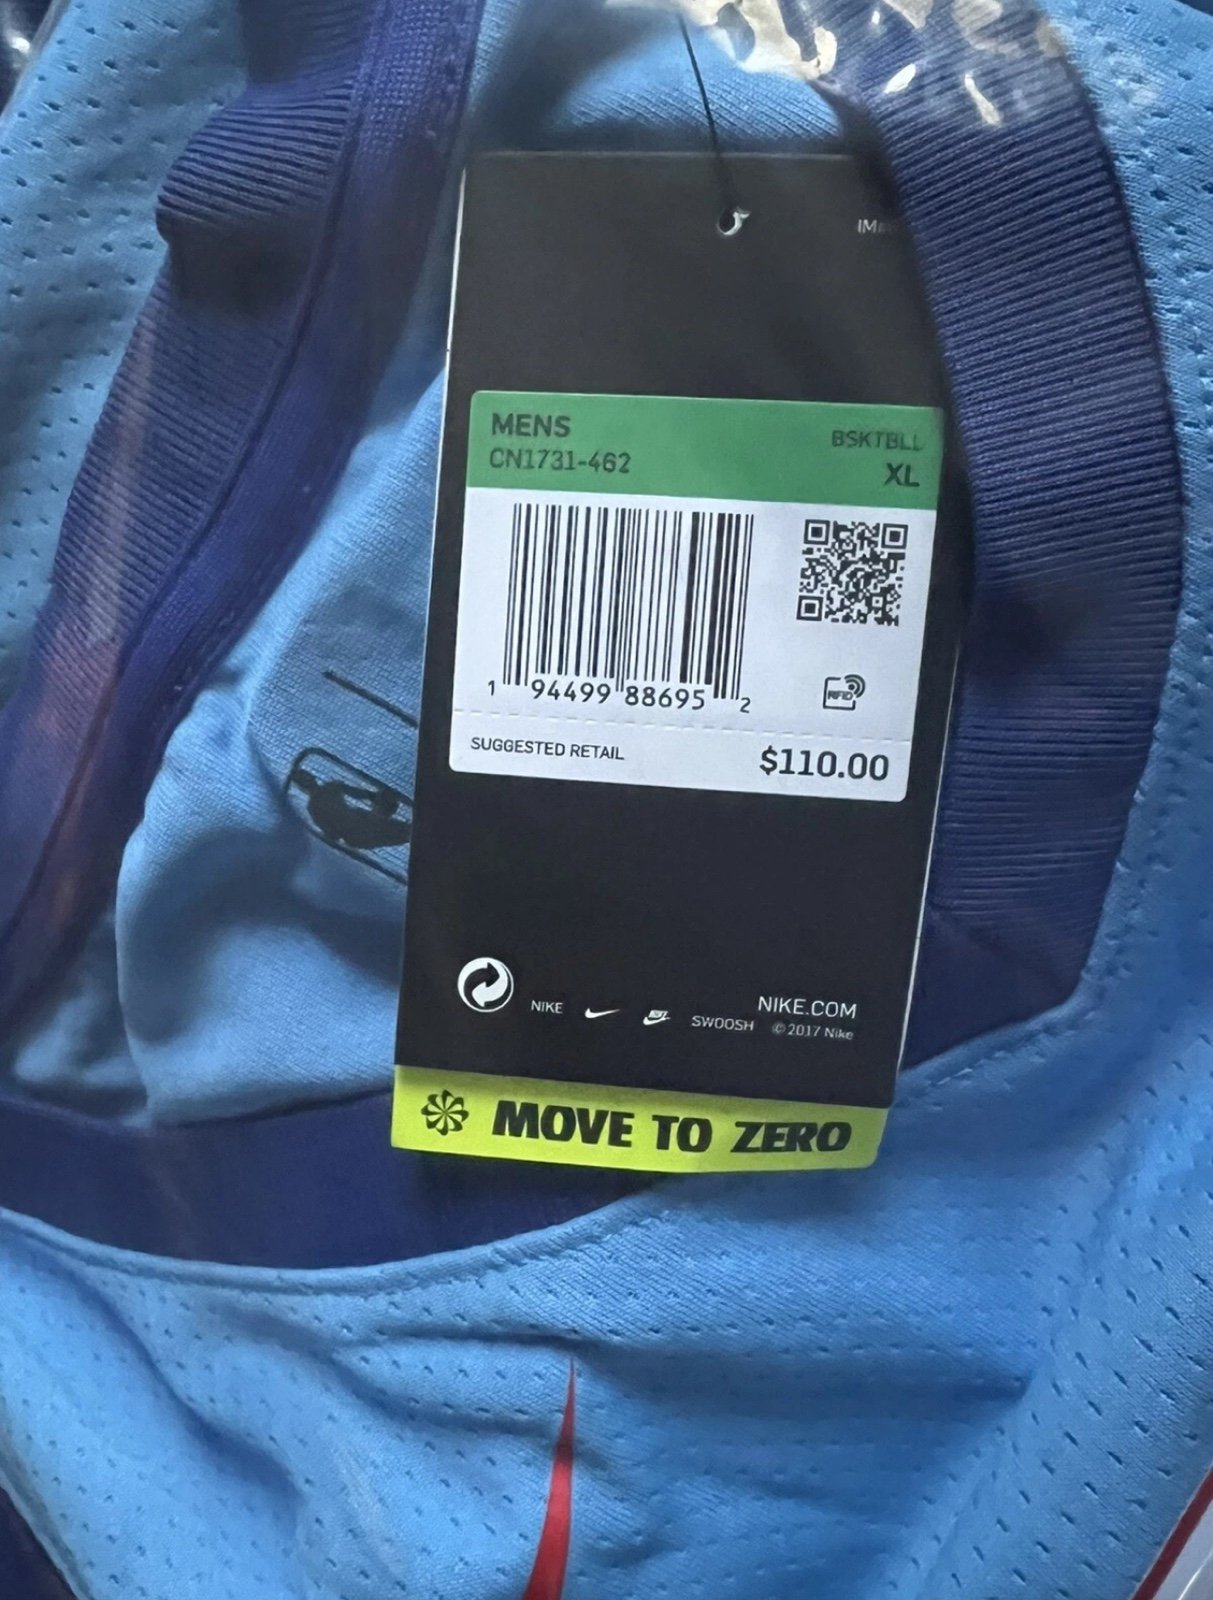 MENS
BSKTBLL
CN1731-462
XL
1 94499 88695 2
RFID
SUGGESTED RETAIL
$110.00
NIKE
SWOOSH
NIKE.COM
© 2017 Nike
MOVE TO ZERO